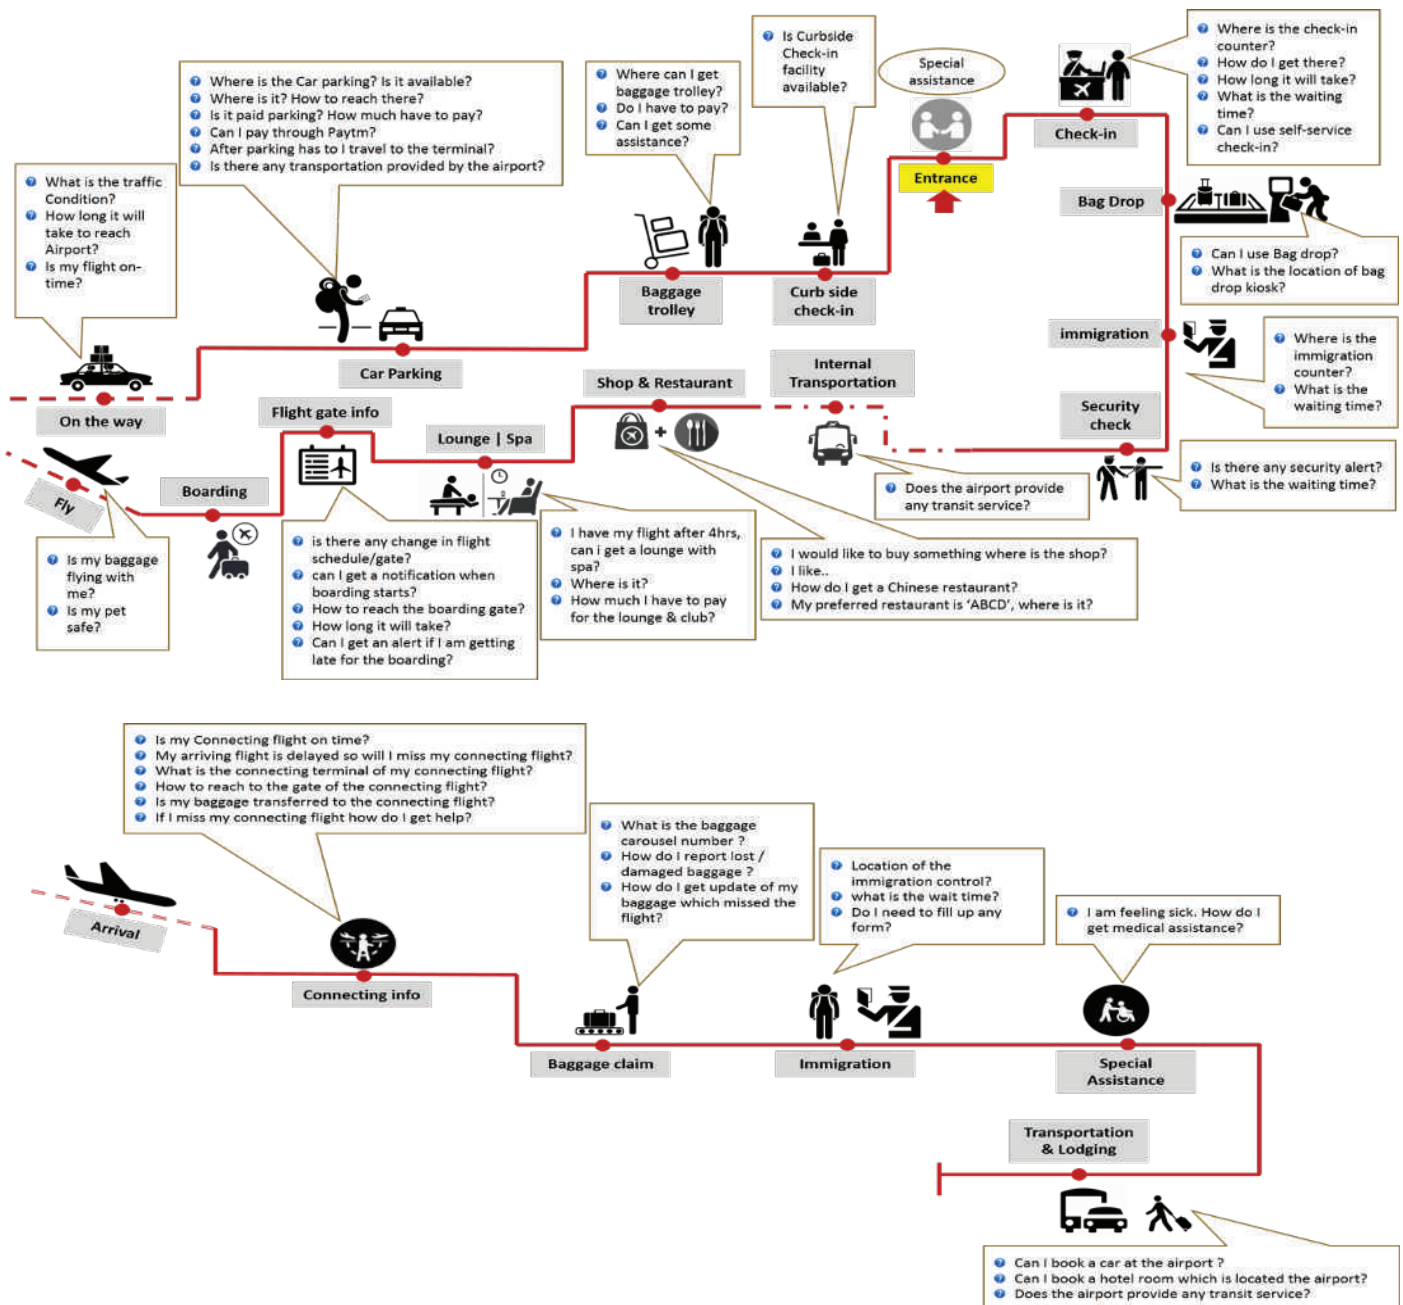 Where is the Car parking? Is it available?
Where is it? How to reach there?
Is it paid parking? How much have to pay?
Can I pay through Paytm?
After parking has to I travel to the terminal?
Is there any transportation provided by the airport?
Where can I get
baggage trolley?
Do I have to pay?
Can I get some
assistance?
Is Curbside
Check-in
facility
available?
Special
assistance
Where is the check-in
counter?
How do I get there?
How long it will take?
What is the waiting
time?
Can I use self-service
check-in?
What is the traffic
Condition?
How long it will
take to reach
Airport?
Is my flight on-
time?
Check-in
Entrance
Bag Drop
Can I use Bag drop?
What is the location of bag
drop kiosk?
Baggage
trolley
Curb side
check-in
immigration
Where is the
immigration
counter?
What is the
waiting time?
On the way
Car Parking
Shop & Restaurant
Internal
Transportation
Security
check
Is there any security alert?
What is the waiting time?
Flight gate info
Lounge | Spa
Boarding
Fly
Does the airport provide
any transit service?
Is my baggage
flying with
me?
Is my pet
safe?
is there any change in flight
schedule/gate?
can I get a notification when
boarding starts?
How to reach the boarding gate?
How long it will take?
Can I get an alert if I am getting
late for the boarding?
I have my flight after 4hrs,
can i get a lounge with
spa?
Where is it?
How much I have to pay
for the lounge & club?
I would like to buy something where is the shop?
I like..
How do I get a Chinese restaurant?
My preferred restaurant is ‘ABCD’, where is it?
Is my Connecting flight on time?
My arriving flight is delayed so will I miss my connecting flight?
What is the connecting terminal of my connecting flight?
How to reach to the gate of the connecting flight?
Is my baggage transferred to the connecting flight?
If I miss my connecting flight how do I get help?
What is the baggage
carousel number ?
How do I report lost /
damaged baggage ?
How do I get update of my
baggage which missed the
flight?
Location of the
immigration control?
what is the wait time?
Do I need to fill up any
form?
I am feeling sick. How do I
get medical assistance?
Arrival
Connecting info
Baggage claim
Immigration
Special
Assistance
Transportation
& Lodging
Can I book a car at the airport ?
Can I book a hotel room which is located the airport?
Does the airport provide any transit service?